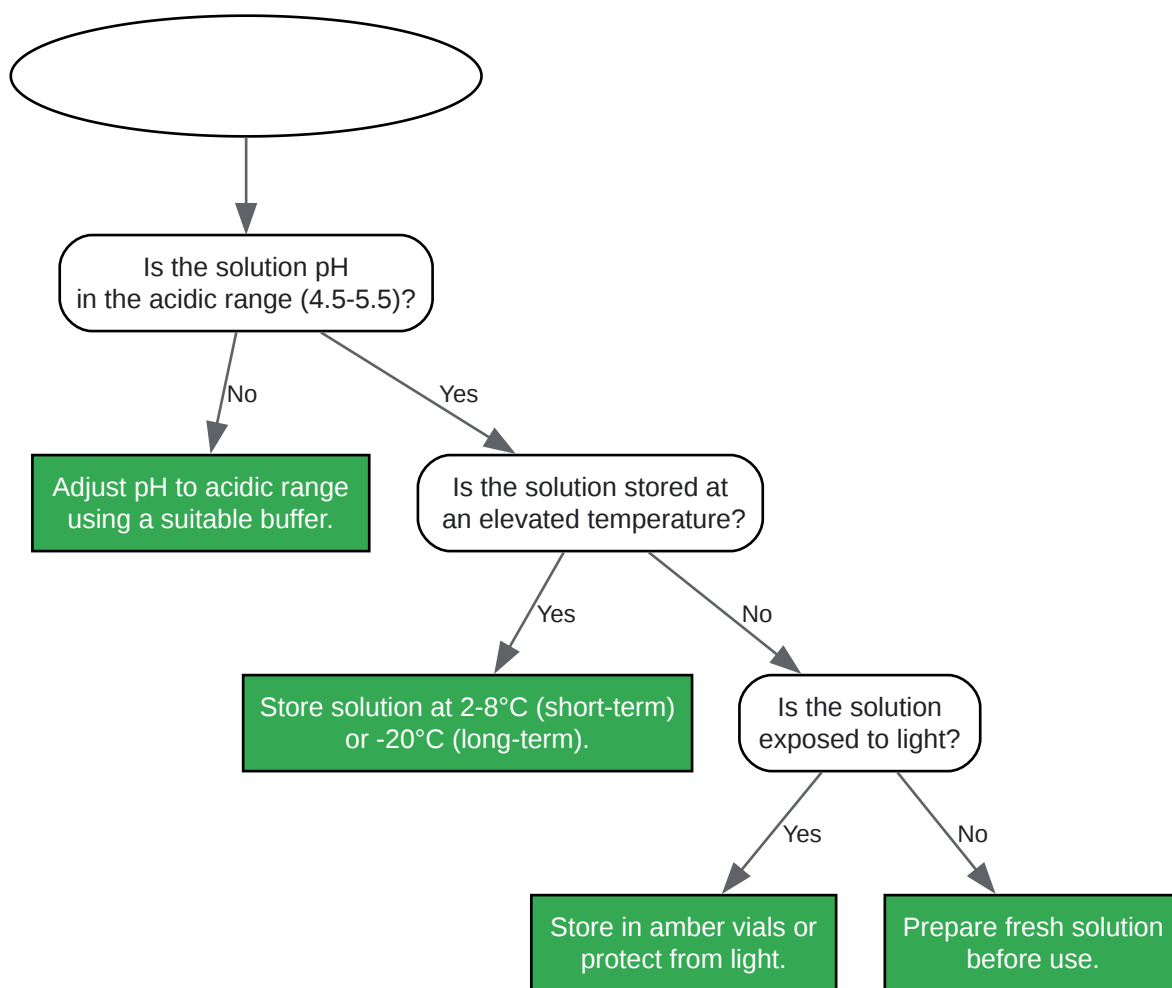 Is the solution pH
in the acidic range (4.5-5.5)?
No
Yes
Adjust pH to acidic range
using a suitable buffer.
Is the solution stored at
an elevated temperature?
Yes
No
Store solution at 2-8°C (short-term)
or -20°C (long-term).
Is the solution
exposed to light?
Yes
No
Store in amber vials or
protect from light.
Prepare fresh solution
before use.